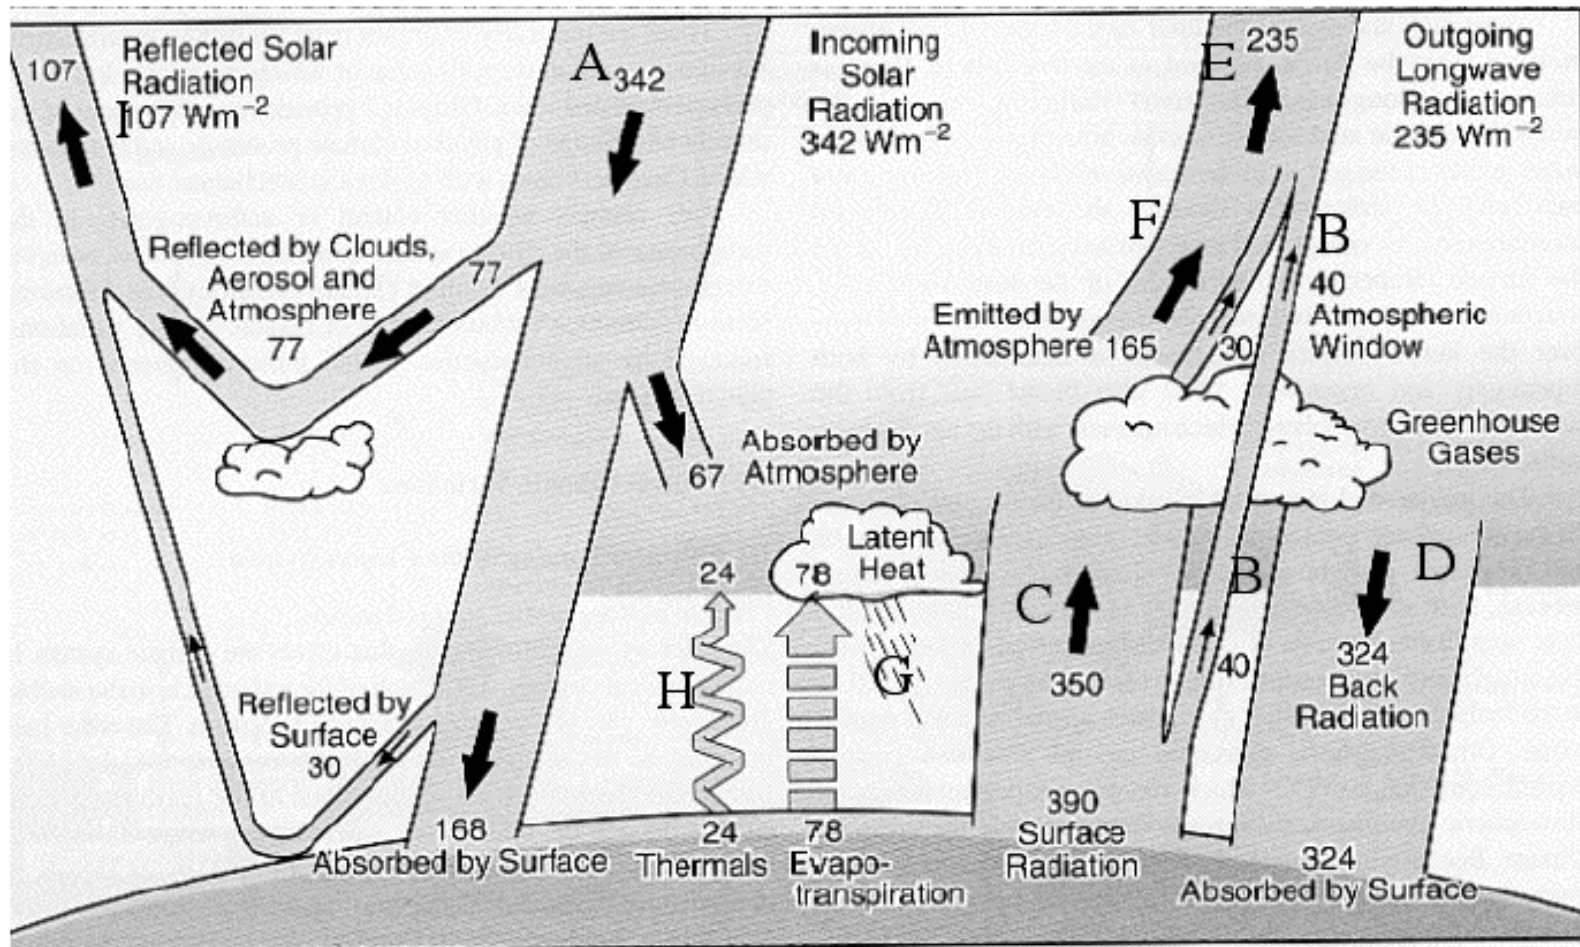 107
Reflected Solar
Radiation
107 Wm⁻²
I
A
342
Incoming
Solar
Radiation
342 Wm⁻²
E
235
Outgoing
Longwave
Radiation
235 Wm⁻²
Reflected by Clouds,
Aerosol and
Atmosphere
77
77
F
B
Emitted by
Atmosphere
165
30
40
Atmospheric
Window
Greenhouse
Gases
67
Absorbed by
Atmosphere
Latent
Heat
24
78
H
G
C
350
B
40
D
324
Back
Radiation
Reflected by
Surface
30
168
Absorbed by Surface
24
Thermals
78
Evapo-
transpiration
390
Surface
Radiation
324
Absorbed by Surface